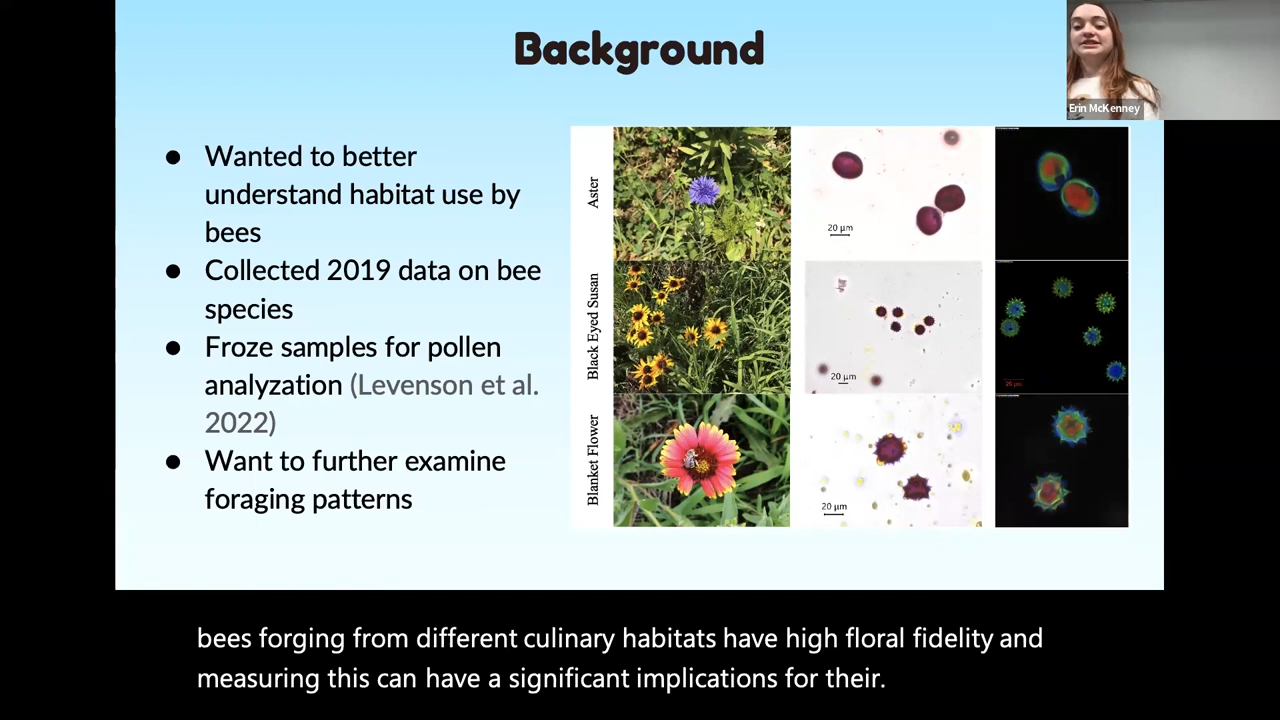 Background
Erin McKenney
● Wanted to better
understand habitat use by
bees
● Collected 2019 data on bee
species
● Froze samples for pollen
analyzation (Levenson et al.
2022)
● Want to further examine
foraging patterns
Aster
20 µm
Black Eyed Susan
20 µm
Blanket Flower
20 µm
bees forging from different culinary habitats have high floral fidelity and
measuring this can have a significant implications for their.